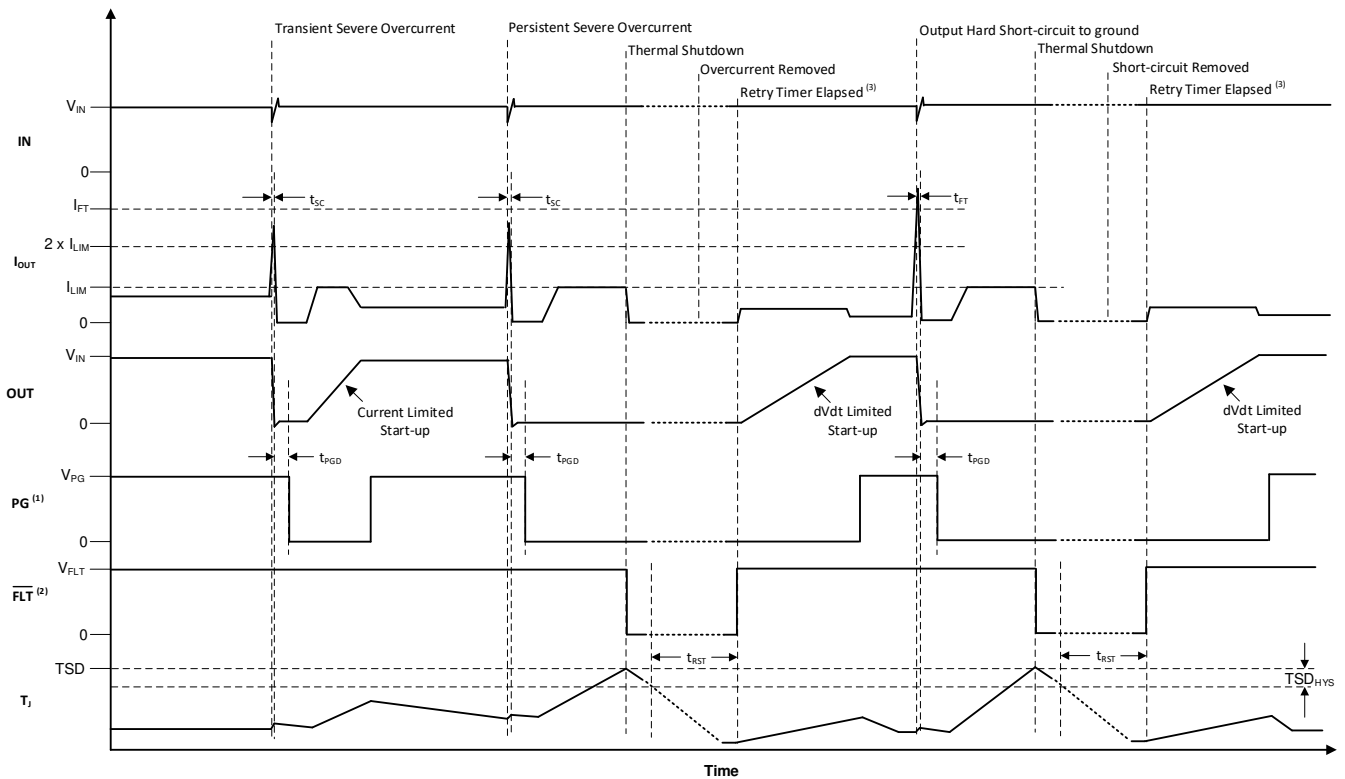 Transient Severe Overcurrent
Persistent Severe Overcurrent
Output Hard Short-circuit to ground
Thermal Shutdown
Thermal Shutdown
Overcurrent Removed
Short-circuit Removed
Retry Timer Elapsed (3)
Retry Timer Elapsed (3)
VIN
IN
0
IFT
tSC
tSC
tFT
2 x ILIM
IOUT
ILIM
0
VIN
OUT
Current Limited
Start-up
dVdt Limited
Start-up
dVdt Limited
Start-up
0
tPGD
tPGD
tPGD
VPG
PG (1)
0
VFLT
FLT (2)
0
tRST
tRST
TSD
TSDHYS
TJ
Time